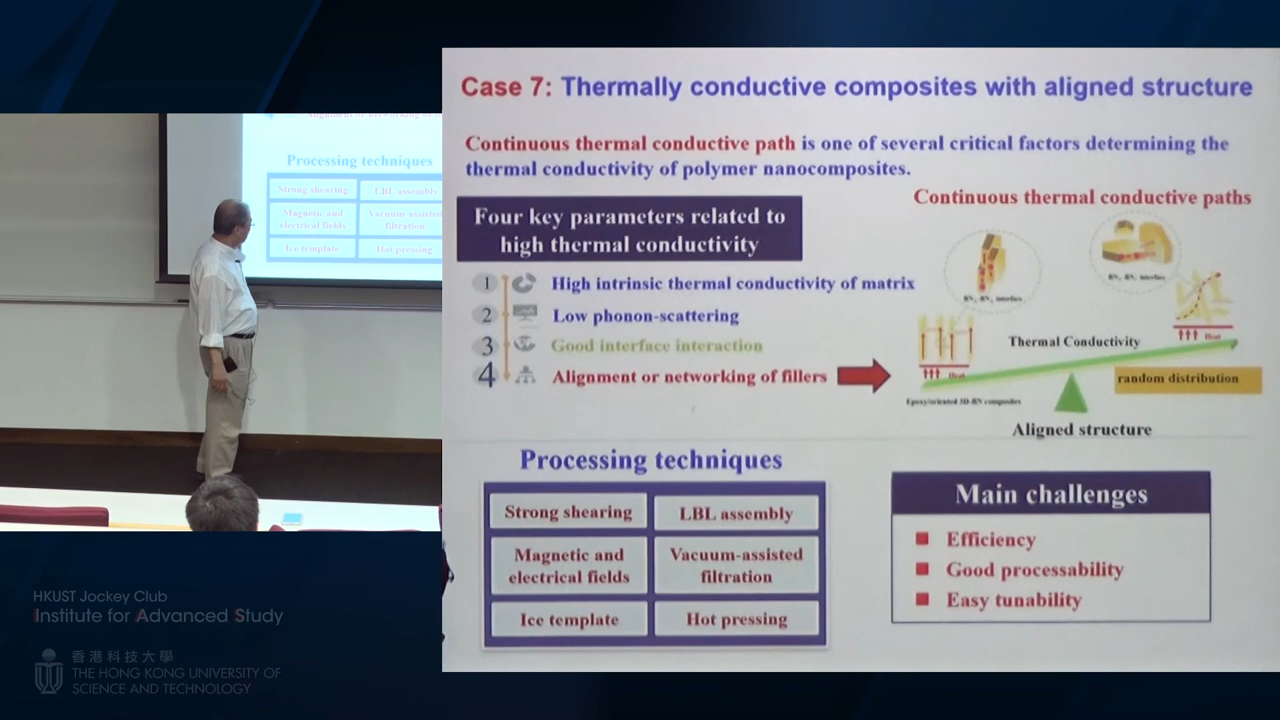 Case 7: Thermally conductive composites with aligned structure
Continuous thermal conductive path is one of several critical factors determining the
thermal conductivity of polymer nanocomposites.
Four key parameters related to
high thermal conductivity
1 High intrinsic thermal conductivity of matrix
2 Low phonon-scattering
3 Good interface interaction
4 Alignment or networking of fillers
Continuous thermal conductive paths
Thermal Conductivity
random distribution
Aligned structure
Processing techniques
Strong shearing
LBL assembly
Magnetic and
electrical fields
Vacuum-assisted
filtration
Ice template
Hot pressing
Main challenges
Efficiency
Good processability
Easy tunability
Processing techniques
Strong shearing
LBL assembly
Magnetic and
electrical fields
Vacuum-assisted
filtration
Ice template
Hot pressing
HKUST Jockey Club
Institute for Advanced Study
香港科技大學
THE HONG KONG UNIVERSITY OF
SCIENCE AND TECHNOLOGY